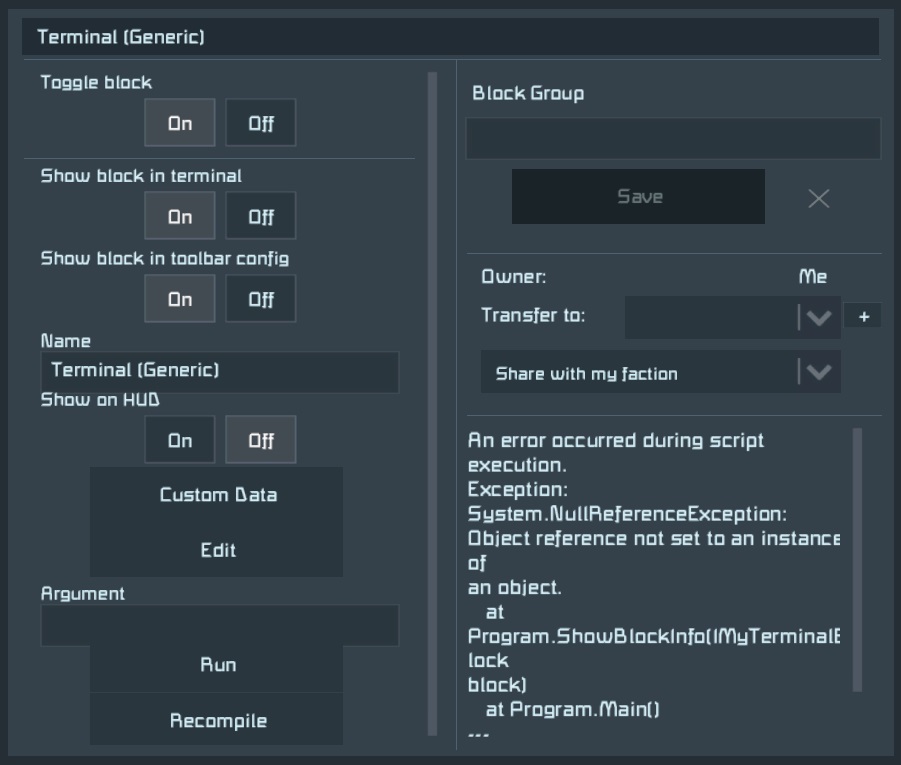 Terminal (Generic)
Toggle block
On Off
Show block in terminal
On Off
Show block in toolbar config
On Off
Name
Terminal (Generic)
Show on HUD
On Off
Custom Data
Edit
Argument
Run
Recompile
Block Group
Save
Owner: Me
Transfer to: +
Share with my faction
An error occurred during script
execution.
Exception:
System.NullReferenceException:
Object reference not set to an instance
of
an object.
at
Program.ShowBlockInfo(IMyTerminalB
lock
block)
at Program.Main()
---